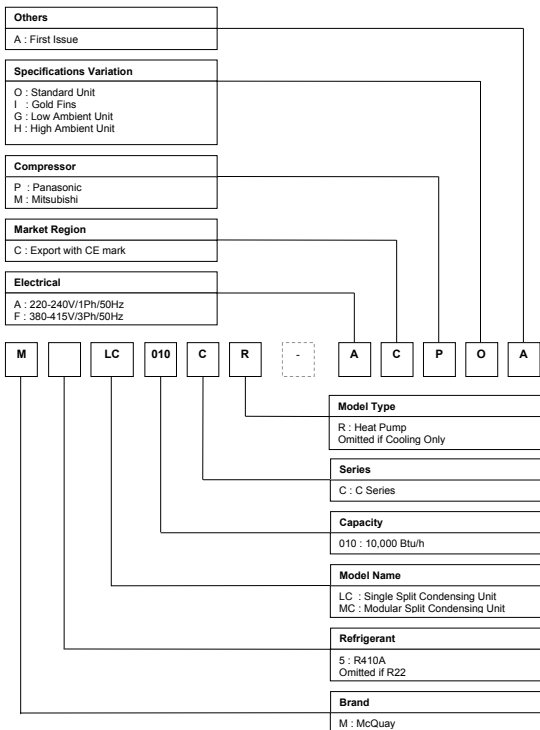 Others
A : First Issue
Specifications Variation
O : Standard Unit
I : Gold Fins
G : Low Ambient Unit
H : High Ambient Unit
Compressor
P : Panasonic
M : Mitsubishi
Market Region
C : Export with CE mark
Electrical
A : 220-240V/1Ph/50Hz
F : 380-415V/3Ph/50Hz
M LC 010 C R - A C P O A
Model Type
R : Heat Pump
Omitted if Cooling Only
Series
C : C Series
Capacity
010 : 10,000 Btu/h
Model Name
LC : Single Split Condensing Unit
MC : Modular Split Condensing Unit
Refrigerant
5 : R410A
Omitted if R22
Brand
M : McQuay